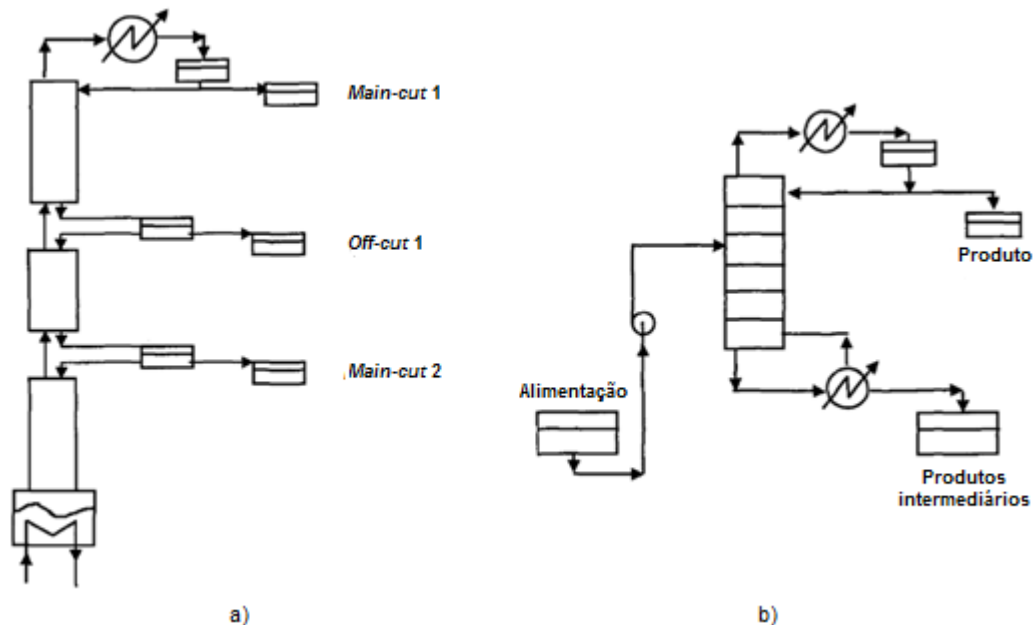 Main-cut 1
Off-cut 1
Main-cut 2
a)
Produto
Alimentação
Produtos
intermediários
b)